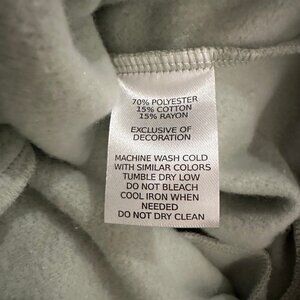 70% POLYESTER
15% COTTON
15% RAYON
EXCLUSIVE OF
DECORATION
MACHINE WASH COLD
WITH SIMILAR COLORS
TUMBLE DRY LOW
DO NOT BLEACH
COOL IRON WHEN
NEEDED
DO NOT DRY CLEAN